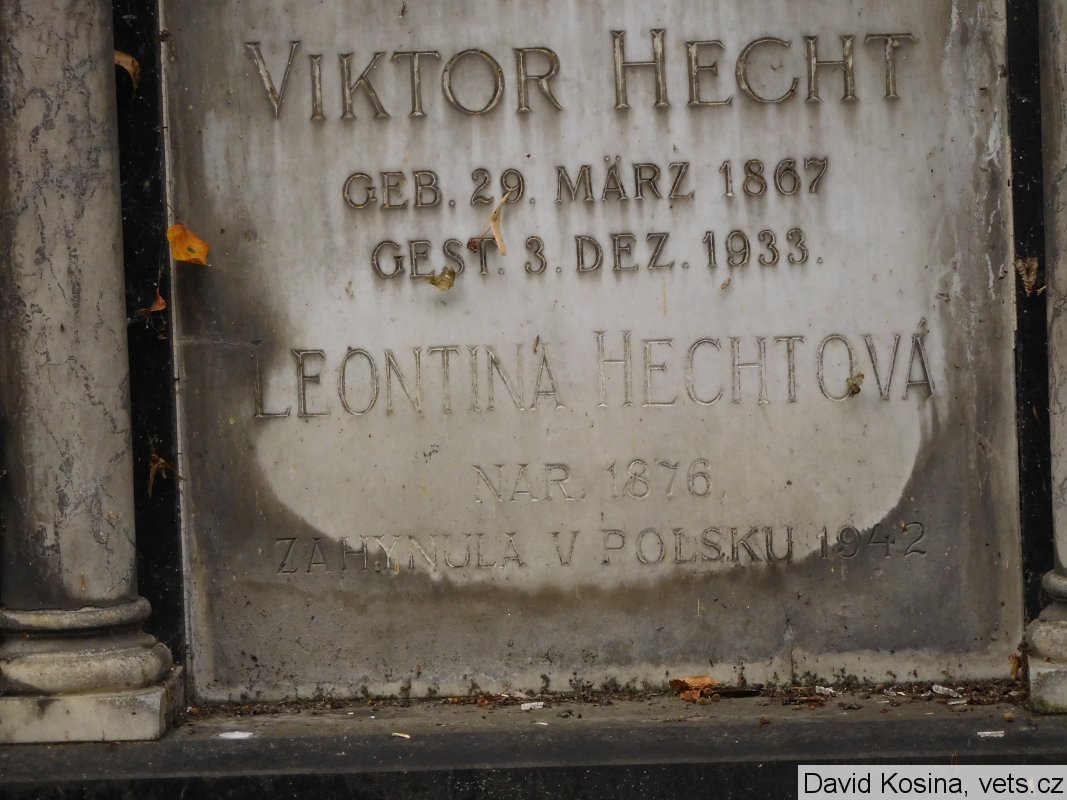 VIKTOR HECHT
GEB. 29. MÄRZ 1867
GEST. 3. DEZ. 1933.
LEONTINA HECHTOVÁ
NAR. 1876.
ZAHYNULA V POLSKU 1942
David Kosina, vets.cz